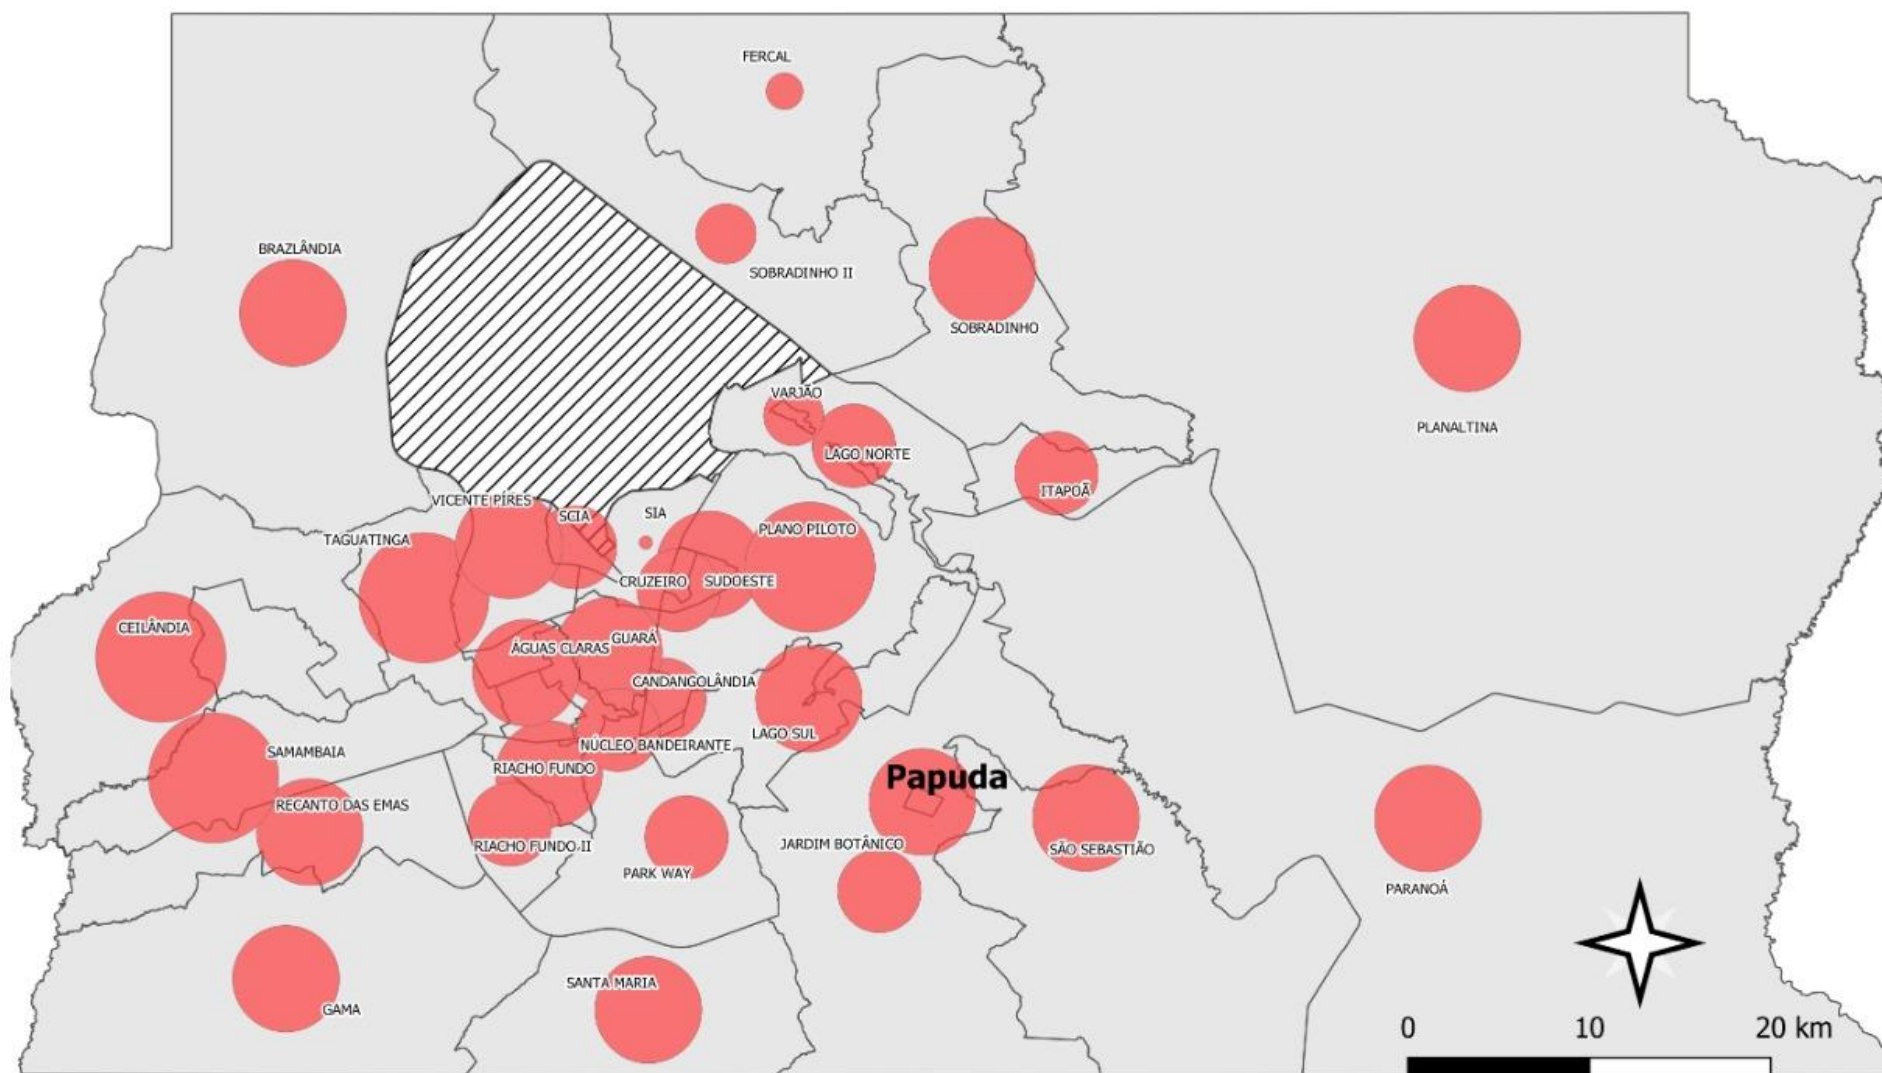 FERCAL
BRAZLÂNDIA
SOBRADINHO II
SOBRADINHO
VARJÃO
PLANALTINA
LAGO NORTE
ITAPOÃ
VICENTE PIRES
SCIA
SIA
PLANO PILOTO
TAGUATINGA
CRUZEIRO
SUDOESTE
CEILÂNDIA
GUARÁ
ÁGUAS CLARAS
CANDANGOLÂNDIA
LAGO SUL
NÚCLEO BANDEIRANTE
SAMAMBAIA
RIACHO FUNDO
Papuda
RECANTO DAS EMAS
RIACHO FUNDO II
JARDIM BOTÂNICO
SÃO SEBASTIÃO
PARK WAY
PARANOÁ
SANTA MARIA
GAMA
0 10 20 km